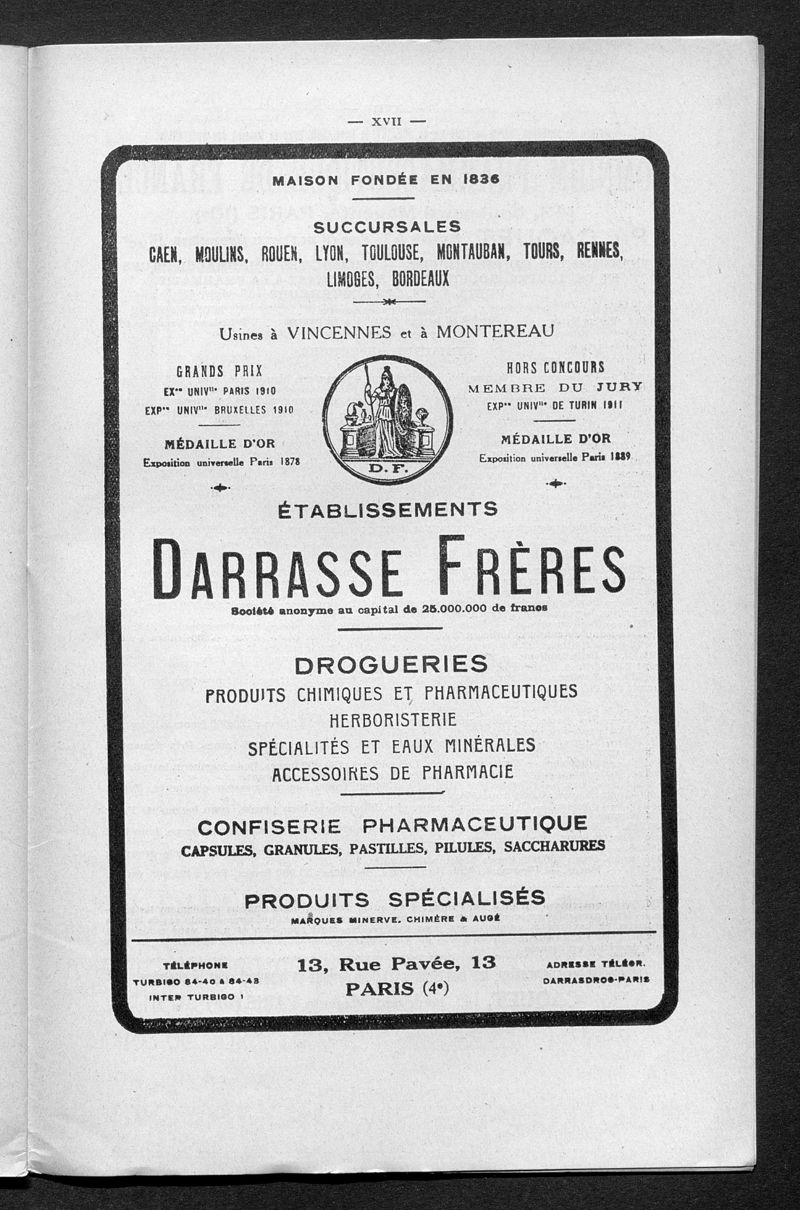 — XVII —
MAISON FONDÉE EN 1836
SUCCURSALES
CAEN, MOULINS, ROUEN, LYON, TOULOUSE, MONTAUBAN, TOURS, RENNES,
LIMOGES, BORDEAUX
Usines à VINCENNES et à MONTEREAU
GRANDS PRIX
EXᵒⁿ UNIVˡˡᵉ PARIS 1910
EXPᵒⁿ UNIVˡˡᵉ BRUXELLES 1910
MÉDAILLE D'OR
Exposition universelle Paris 1878
D. F.
HORS CONCOURS
MEMBRE DU JURY
EXPᵒⁿ UNIVˡˡᵉ DE TURIN 1911
MÉDAILLE D'OR
Exposition universelle Paris 1889
ÉTABLISSEMENTS
DARRASSE FRÈRES
Société anonyme au capital de 25.000.000 de francs
DROGUERIES
PRODUITS CHIMIQUES ET PHARMACEUTIQUES
HERBORISTERIE
SPÉCIALITÉS ET EAUX MINÉRALES
ACCESSOIRES DE PHARMACIE
CONFISERIE PHARMACEUTIQUE
CAPSULES, GRANULES, PASTILLES, PILULES, SACCHARURES
PRODUITS SPÉCIALISÉS
MARQUES MINERVE, CHIMÈRE & AUGÉ
TÉLÉPHONE
TURBIGO 84-40 à 84-43
INTER TURBIGO 1
13, Rue Pavée, 13
PARIS (4ᵉ)
ADRESSE TÉLÉGR.
DARRASDROG-PARIS